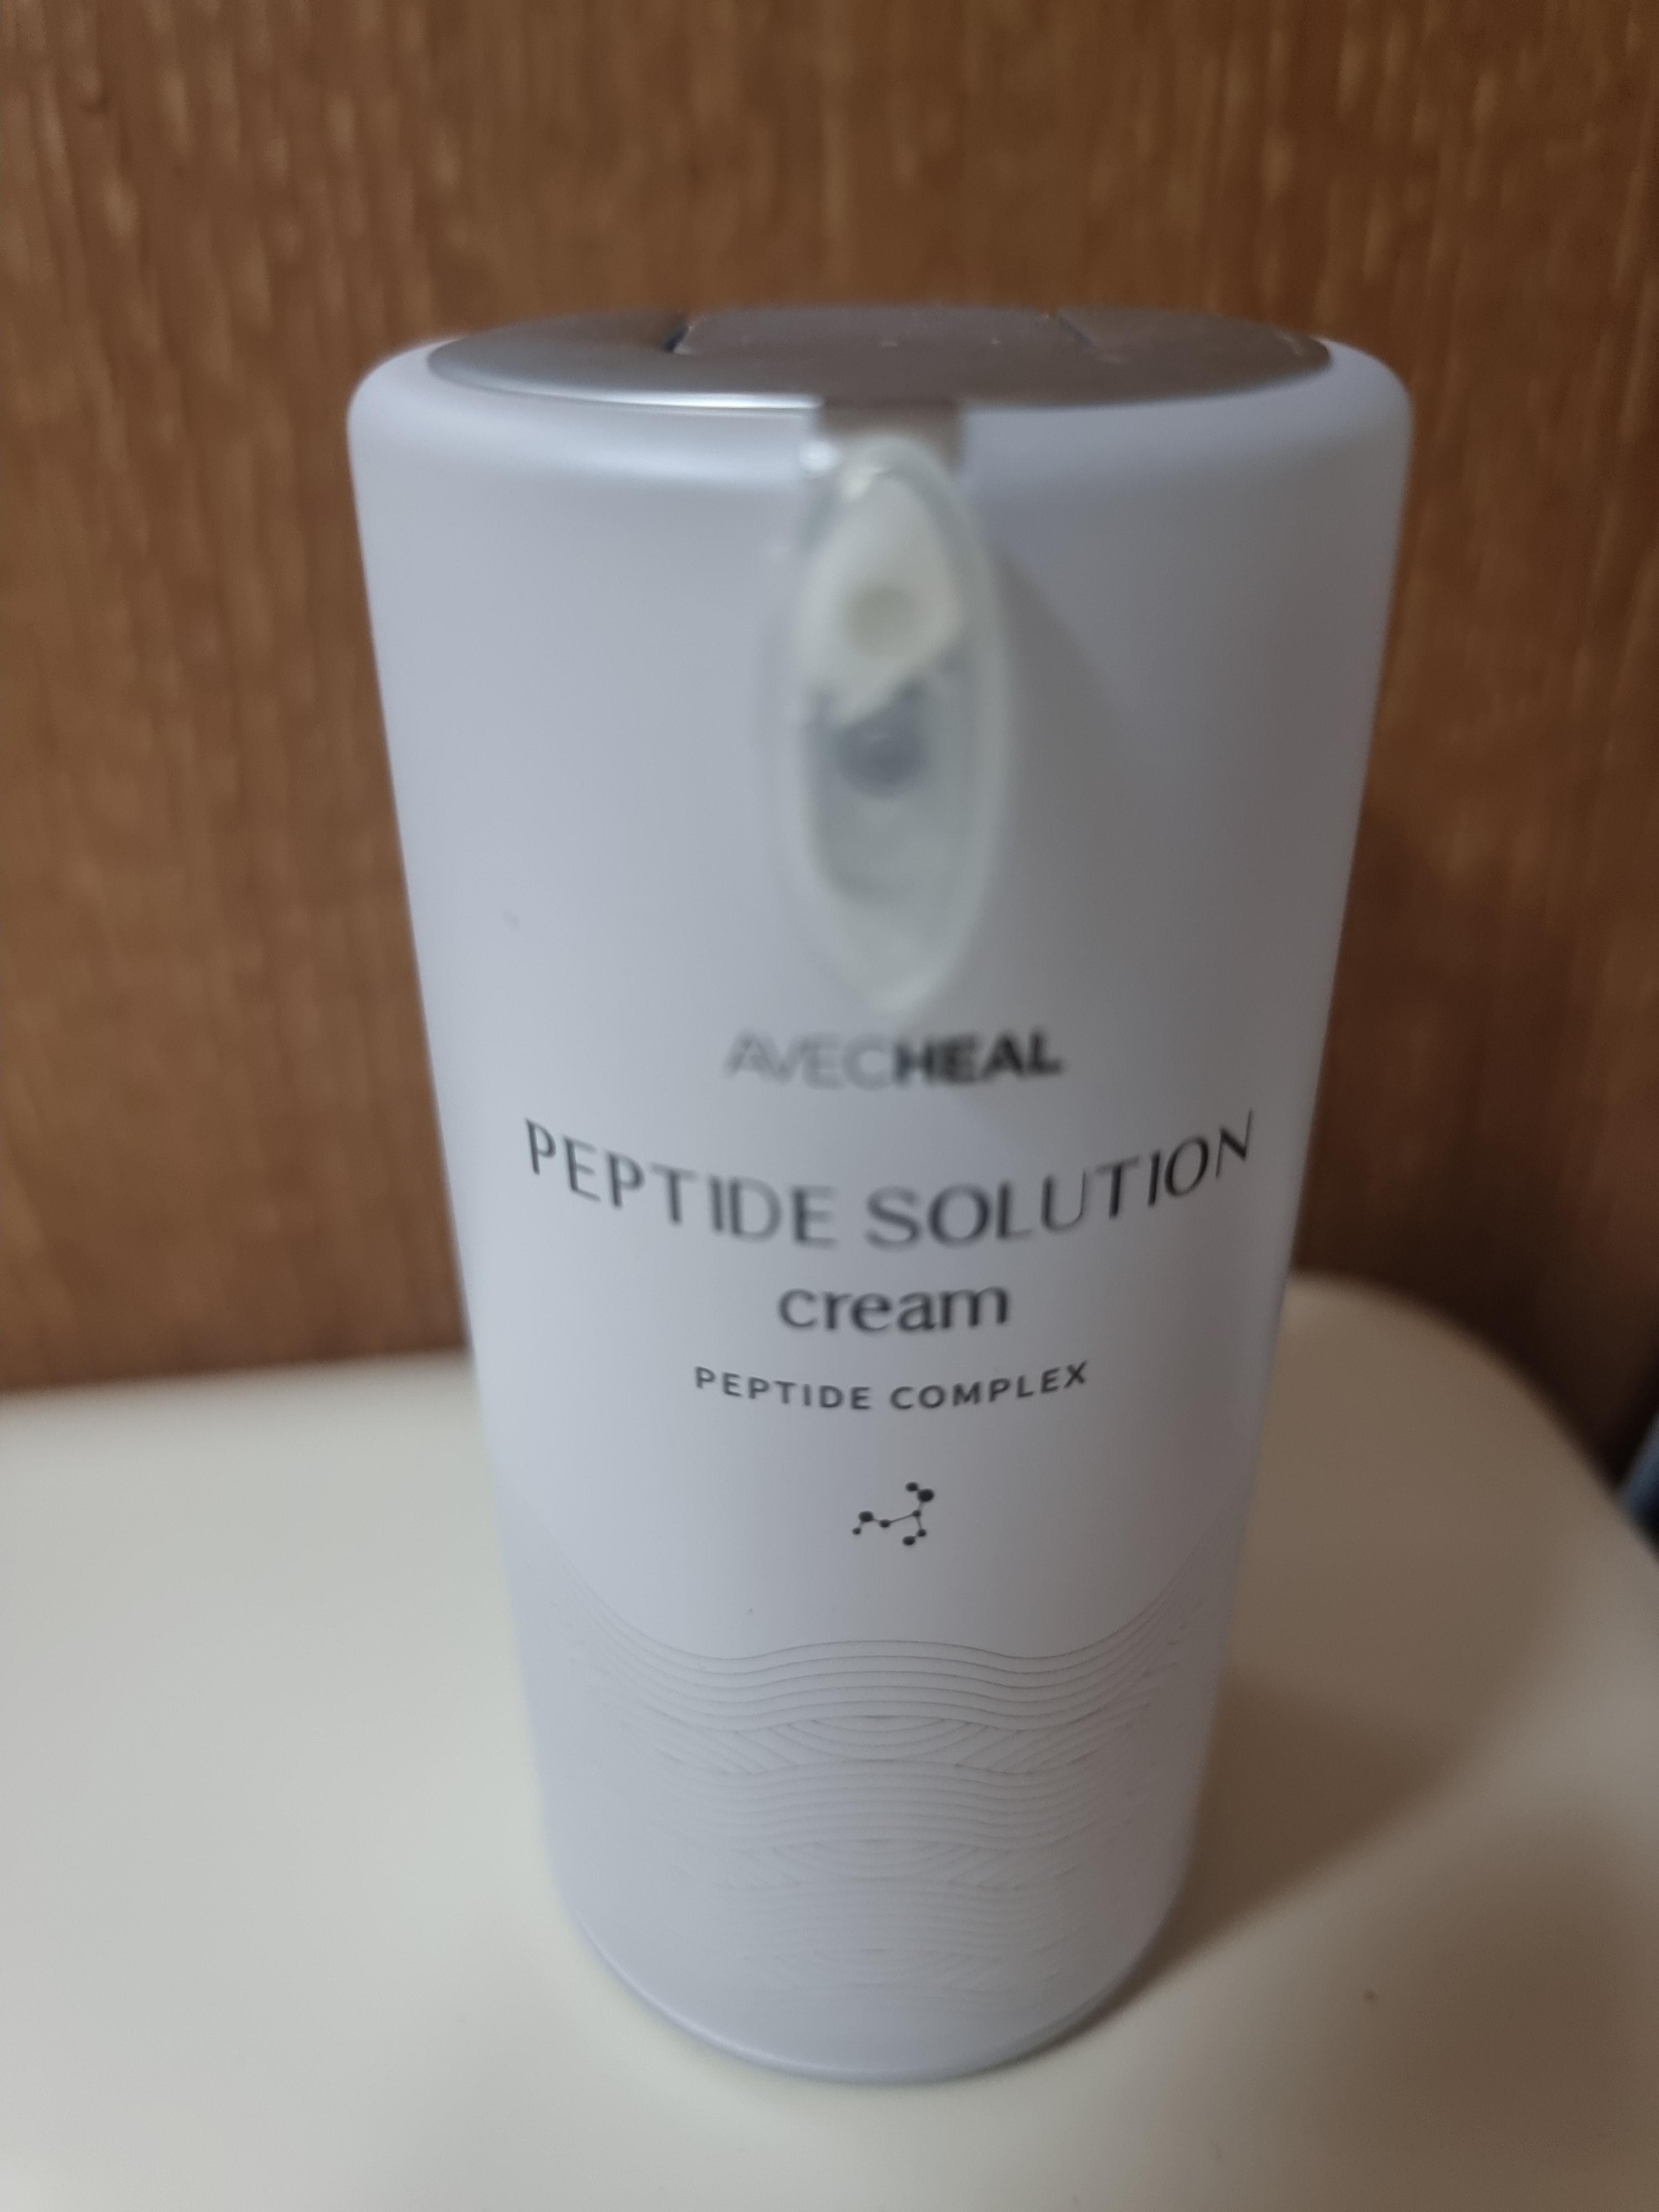 AVECHEAL
PEPTIDE SOLUTION
cream
PEPTIDE COMPLEX